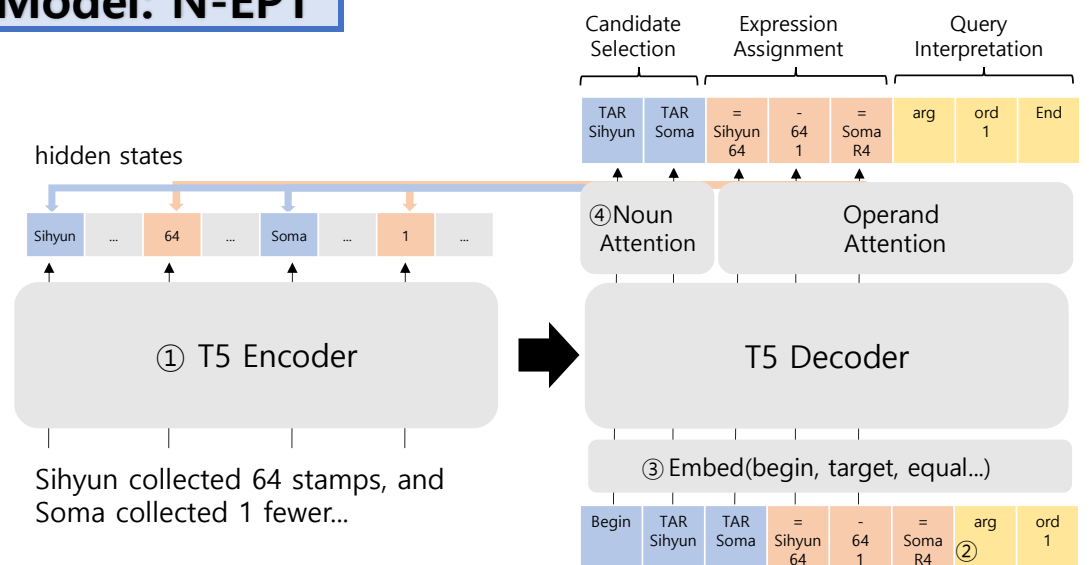 Model: N-EPT
Candidate Selection
Expression Assignment
Query Interpretation
TAR Sihyun
TAR Soma
= Sihyun 64
- 64 1
= Soma R4
arg
ord 1
End
hidden states
Sihyun
...
64
...
Soma
...
1
...
④Noun Attention
Operand Attention
① T5 Encoder
T5 Decoder
Sihyun collected 64 stamps, and
Soma collected 1 fewer...
③Embed(begin, target, equal...)
Begin
TAR Sihyun
TAR Soma
= Sihyun 64
- 64 1
= Soma R4
arg ②
ord 1